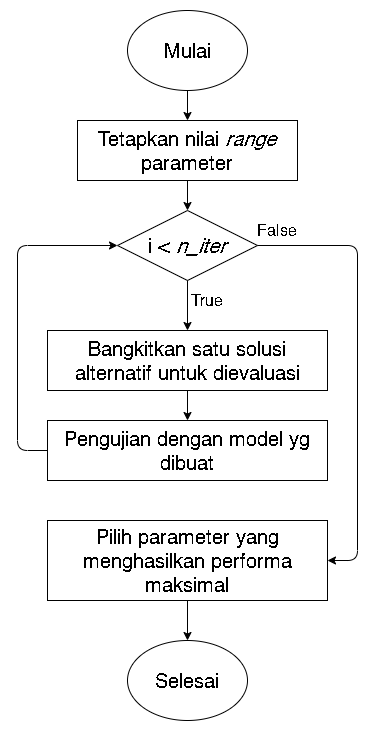 Mulai
Tetapkan nilai range
parameter
i < n_iter
False
True
Bangkitkan satu solusi
alternatif untuk dievaluasi
Pengujian dengan model yg
dibuat
Pilih parameter yang
menghasilkan performa
maksimal
Selesai